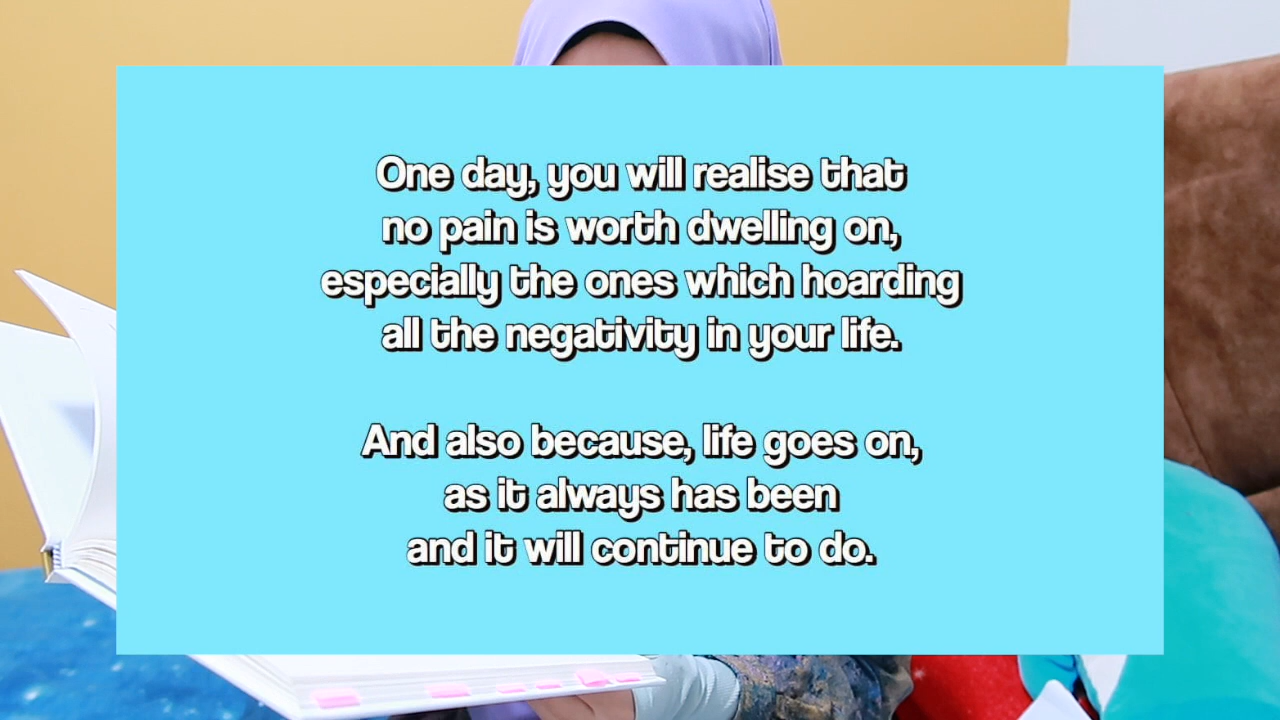 One day, you will realise that
no pain is worth dwelling on,
especially the ones which hoarding
all the negativity in your life.
And also because, life goes on,
as it always has been
and it will continue to do.